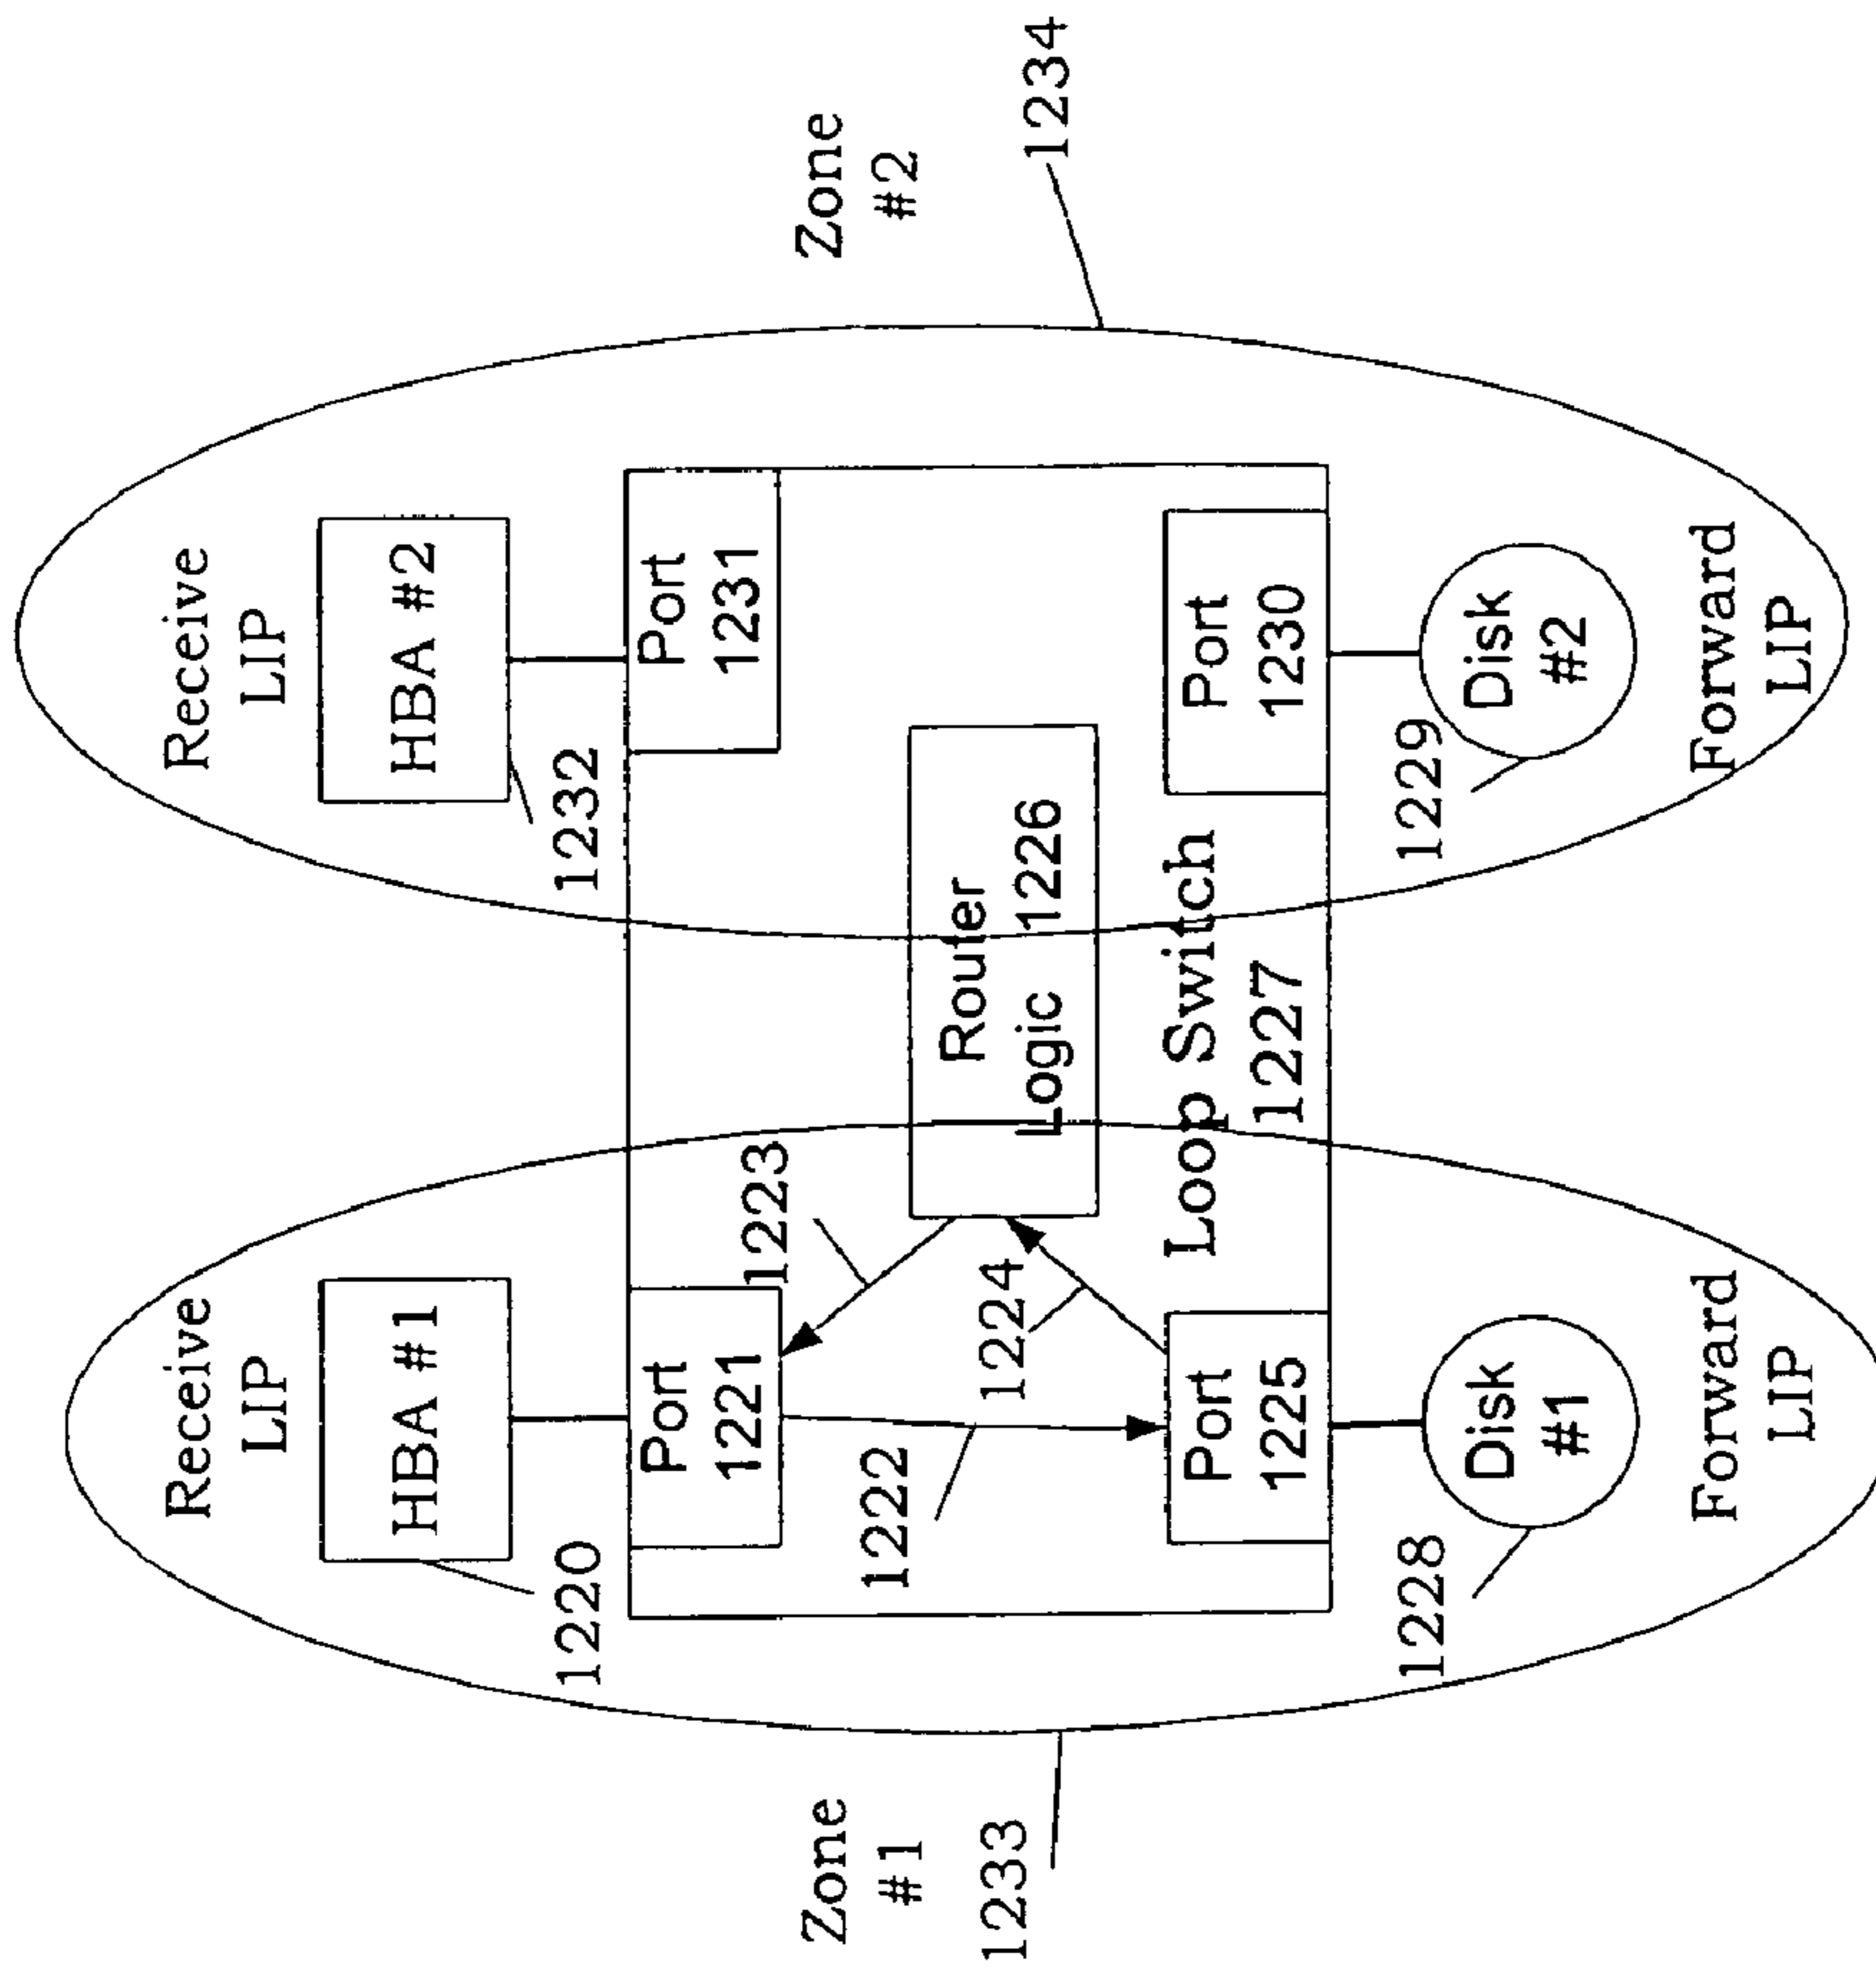 Zone
#1
1233
Receive
LIP
HBA #1
1220
Port
1221
1222
1223
1224
Port
1225
1228
Disk
#1
Forward
LIP
Router
Logic 1226
Loop Switch
1227
Receive
LIP
HBA #2
1232
Port
1231
Port
1230
1229
Disk
#2
Forward
LIP
Zone
#2
1234